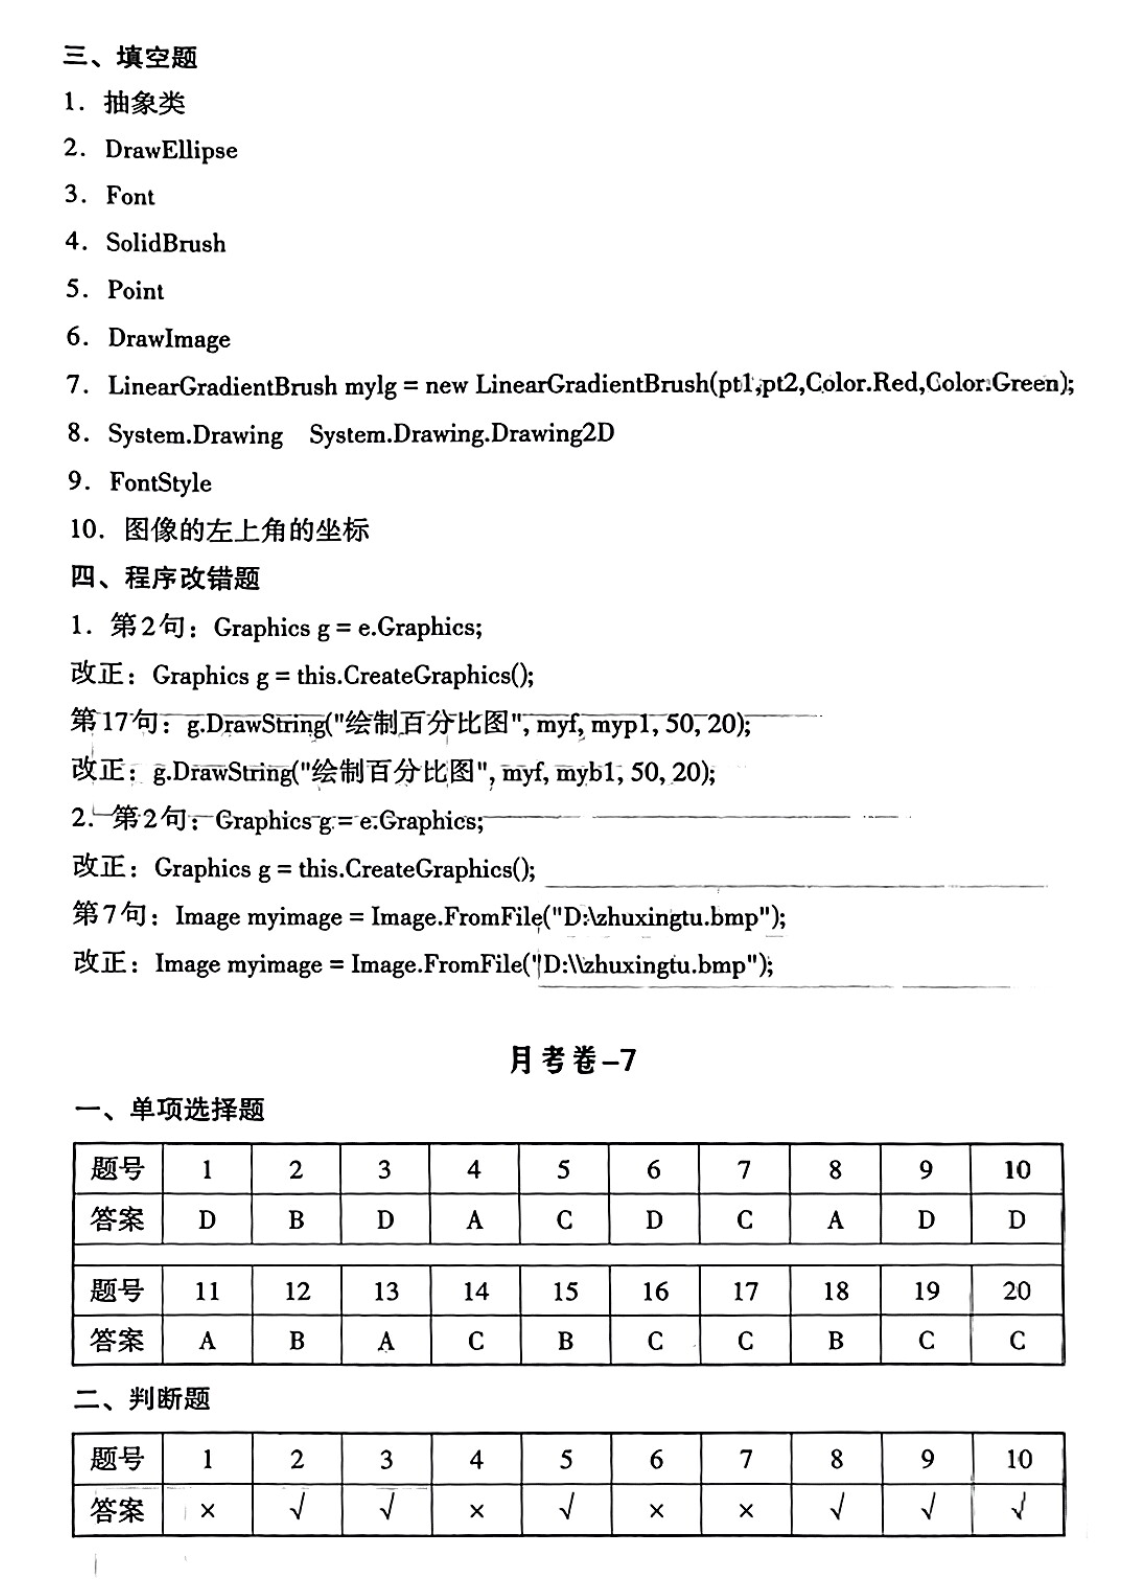 三、填空题
1. 抽象类
2. DrawEllipse
3. Font
4. SolidBrush
5. Point
6. DrawImage
7. LinearGradientBrush mylg = new LinearGradientBrush(pt1,pt2,Color.Red,Color.Green);
8. System.Drawing System.Drawing.Drawing2D
9. FontStyle
10. 图像的左上角的坐标
四、程序改错题
1. 第2句：Graphics g = e.Graphics;
改正：Graphics g = this.CreateGraphics();
第17句：g.DrawString("绘制百分比图", myf, myp1, 50, 20);
改正：g.DrawString("绘制百分比图", myf, myb1, 50, 20);
2. 第2句：Graphics g = e.Graphics;
改正：Graphics g = this.CreateGraphics();
第7句：Image myimage = Image.FromFile("D:\zhuxingtu.bmp");
改正：Image myimage = Image.FromFile("D:\\zhuxingtu.bmp");
月考卷–7
一、单项选择题
题号 1 2 3 4 5 6 7 8 9 10
答案 D B D A C D C A D D
题号 11 12 13 14 15 16 17 18 19 20
答案 A B A C B C C B C C
二、判断题
题号 1 2 3 4 5 6 7 8 9 10
答案 × √ √ × √ × × √ √ √